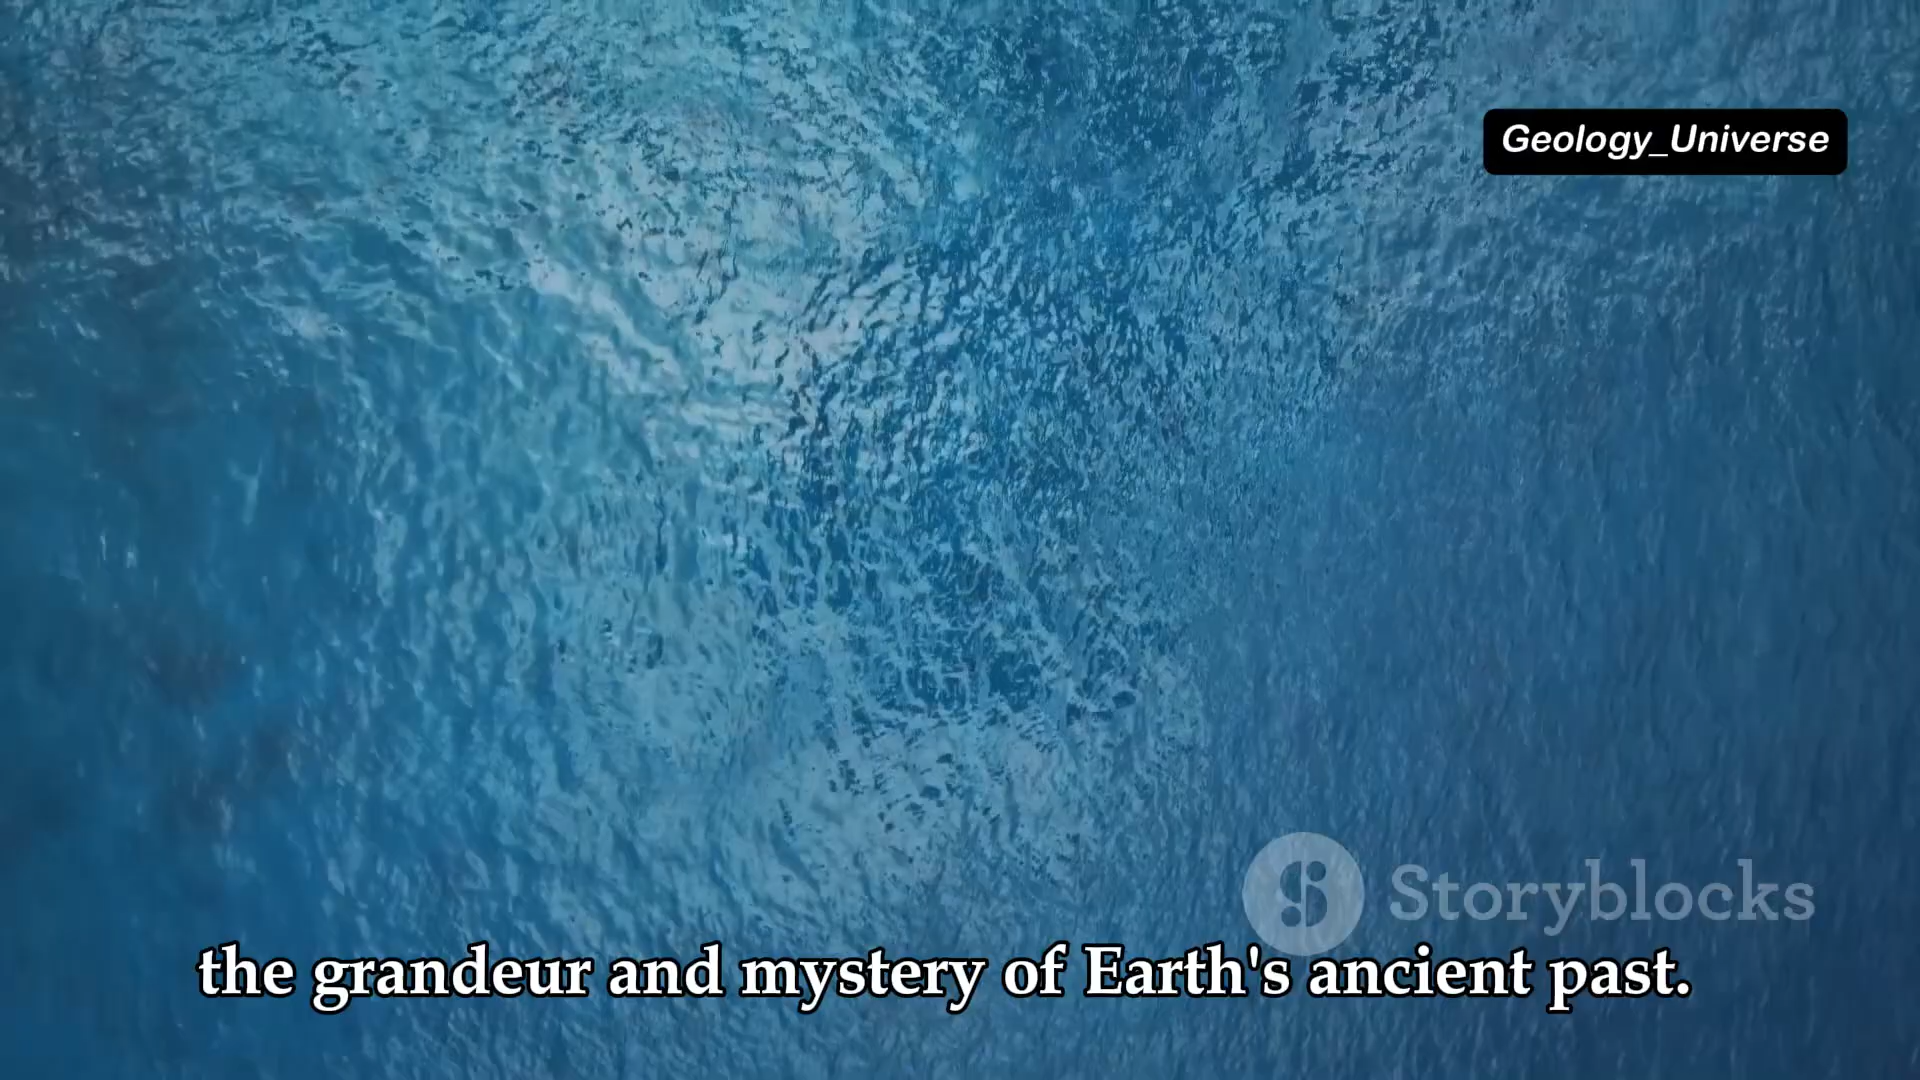 Geology_Universe
Storyblocks
the grandeur and mystery of Earth's ancient past.